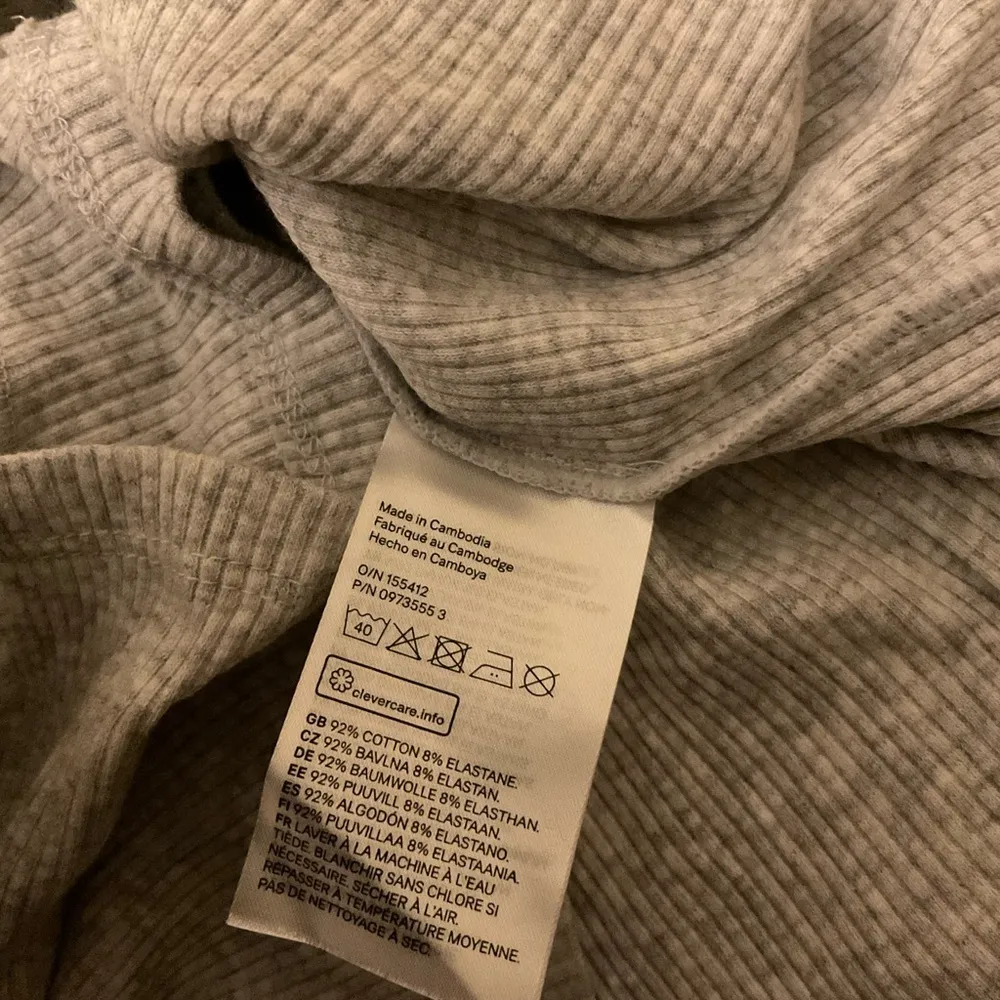 Made in Cambodia
Fabriqué au Cambodge
Hecho en Camboya
O/N 155412
P/N 0973555 3
40
clevercare.info
GB 92% COTTON 8% ELASTANE.
CZ 92% BAVLNA 8% ELASTAN.
DE 92% BAUMWOLLE 8% ELASTHAN.
EE 92% PUUVILL 8% ELASTAAN.
ES 92% ALGODÓN 8% ELASTANO.
FI 92% PUUVILLAA 8% ELASTAANIA.
FR LAVER À LA MACHINE À L'EAU
TIÈDE. BLANCHIR SANS CHLORE SI
NÉCESSAIRE. SÉCHER À L'AIR.
REPASSER À TEMPÉRATURE MOYENNE.
PAS DE NETTOYAGE À SEC.